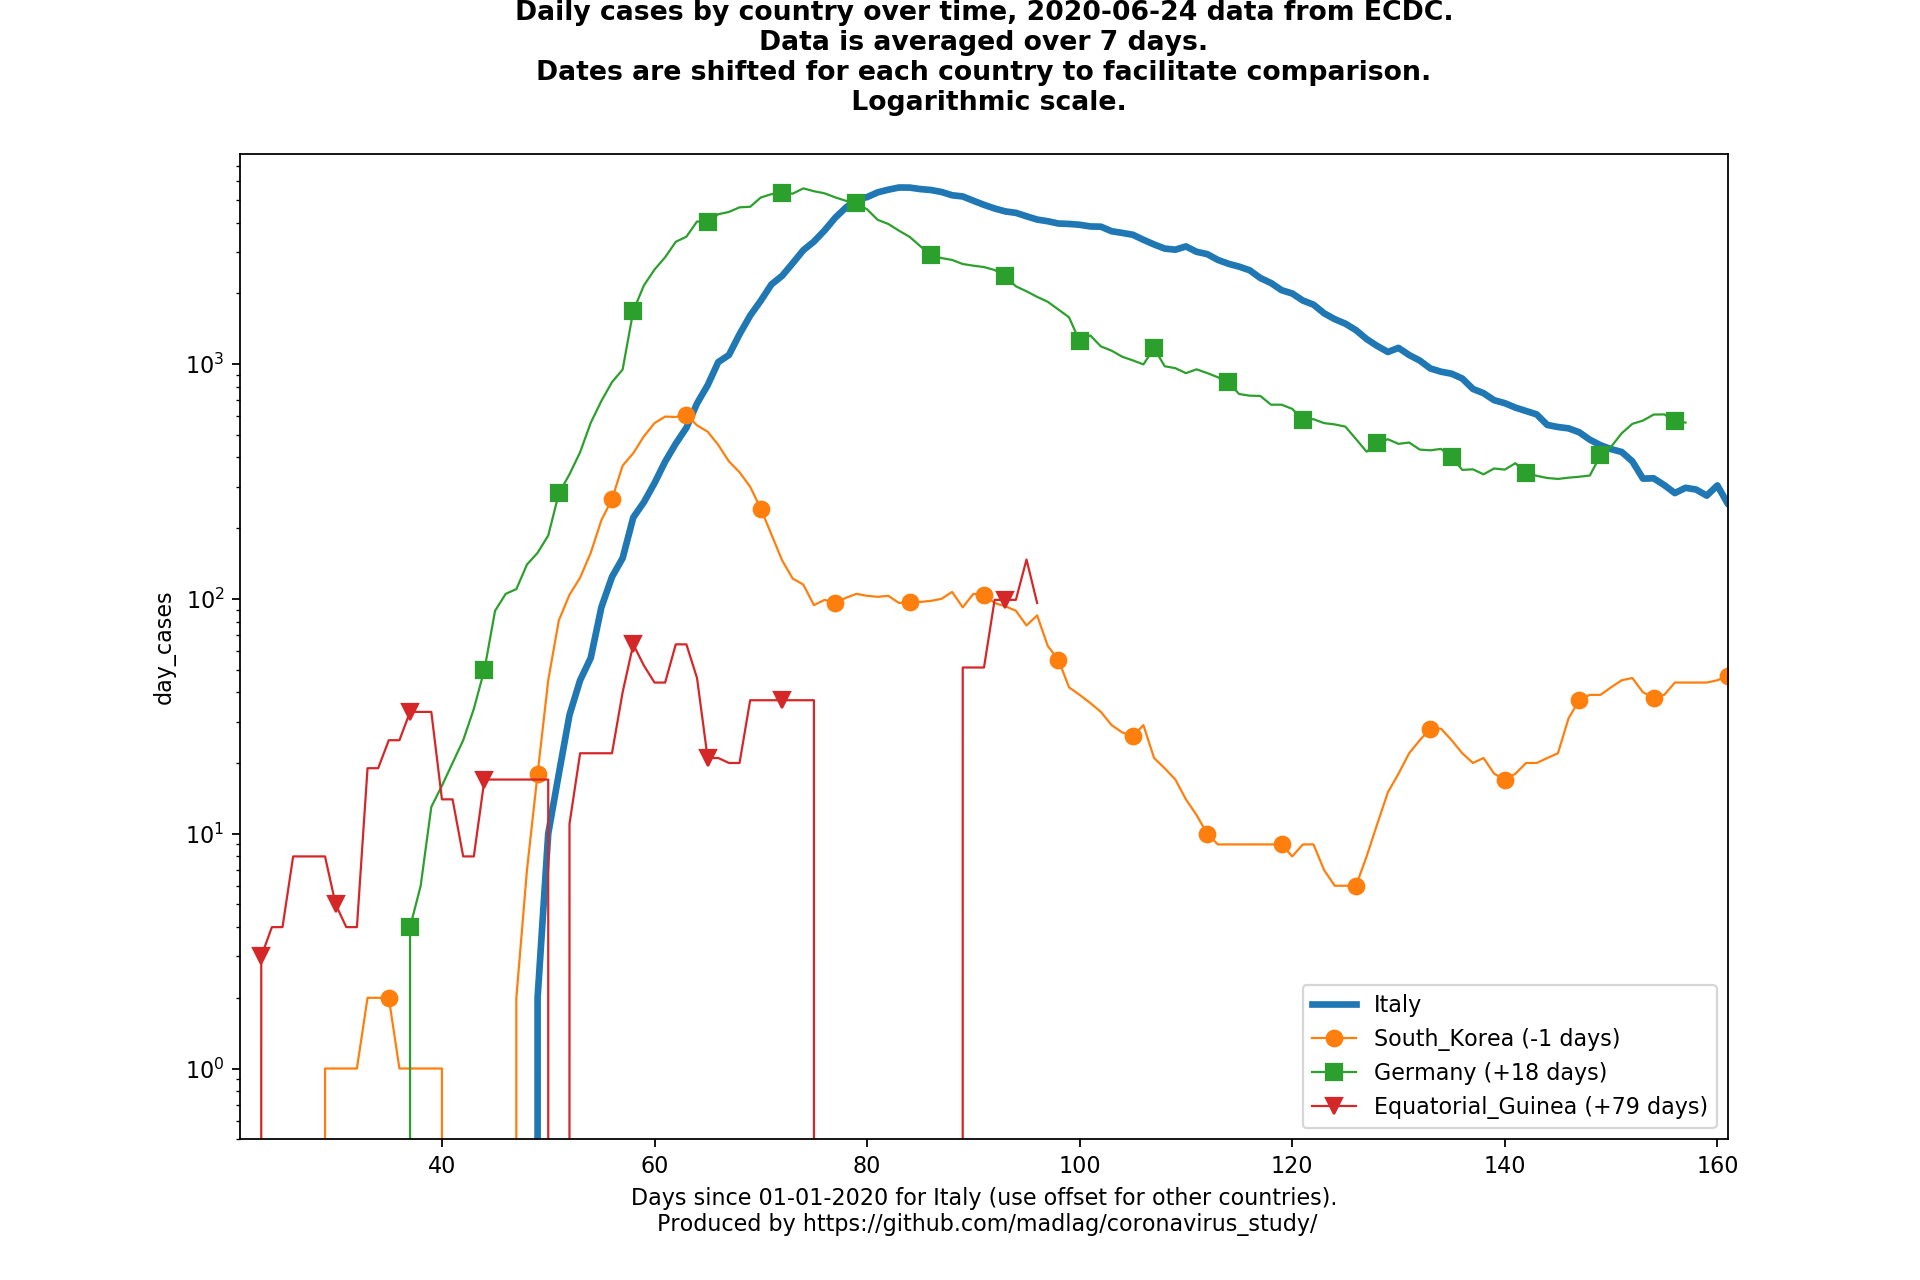 Daily cases by country over time, 2020-06-24 data from ECDC.
Data is averaged over 7 days.
Dates are shifted for each country to facilitate comparison.
Logarithmic scale.
10³
10²
10¹
10⁰
day_cases
40 60 80 100 120 140 160
Days since 01-01-2020 for Italy (use offset for other countries).
Produced by https://github.com/madlag/coronavirus_study/
Italy
South_Korea (-1 days)
Germany (+18 days)
Equatorial_Guinea (+79 days)